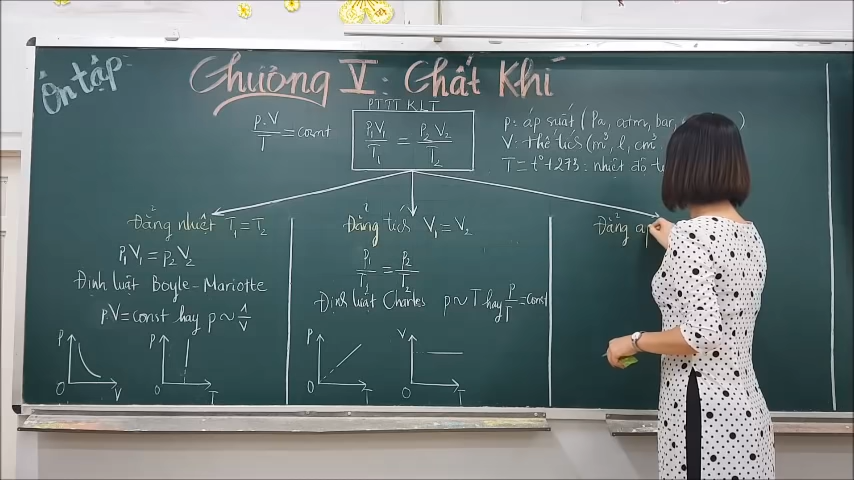 Ôn tập
Chương V: Chất Khí
PTTT KLT
p.V / T = const
p₁V₁ / T₁ = p₂V₂ / T₂
p: áp suất (Pa, atm, bar, )
V: thể tích (m³, l, cm³
T = t° + 273: nhiệt độ
Đẳng nhiệt T₁ = T₂
p₁V₁ = p₂V₂
Định luật Boyle - Mariotte
pV = const hay p ~ 1/V
p
O
V
p
O
T
Đẳng tích V₁ = V₂
p₁ / T₁ = p₂ / T₂
Định luật Charles p ~ T hay p/T = const
p
O
T
V
O
T
Đẳng áp